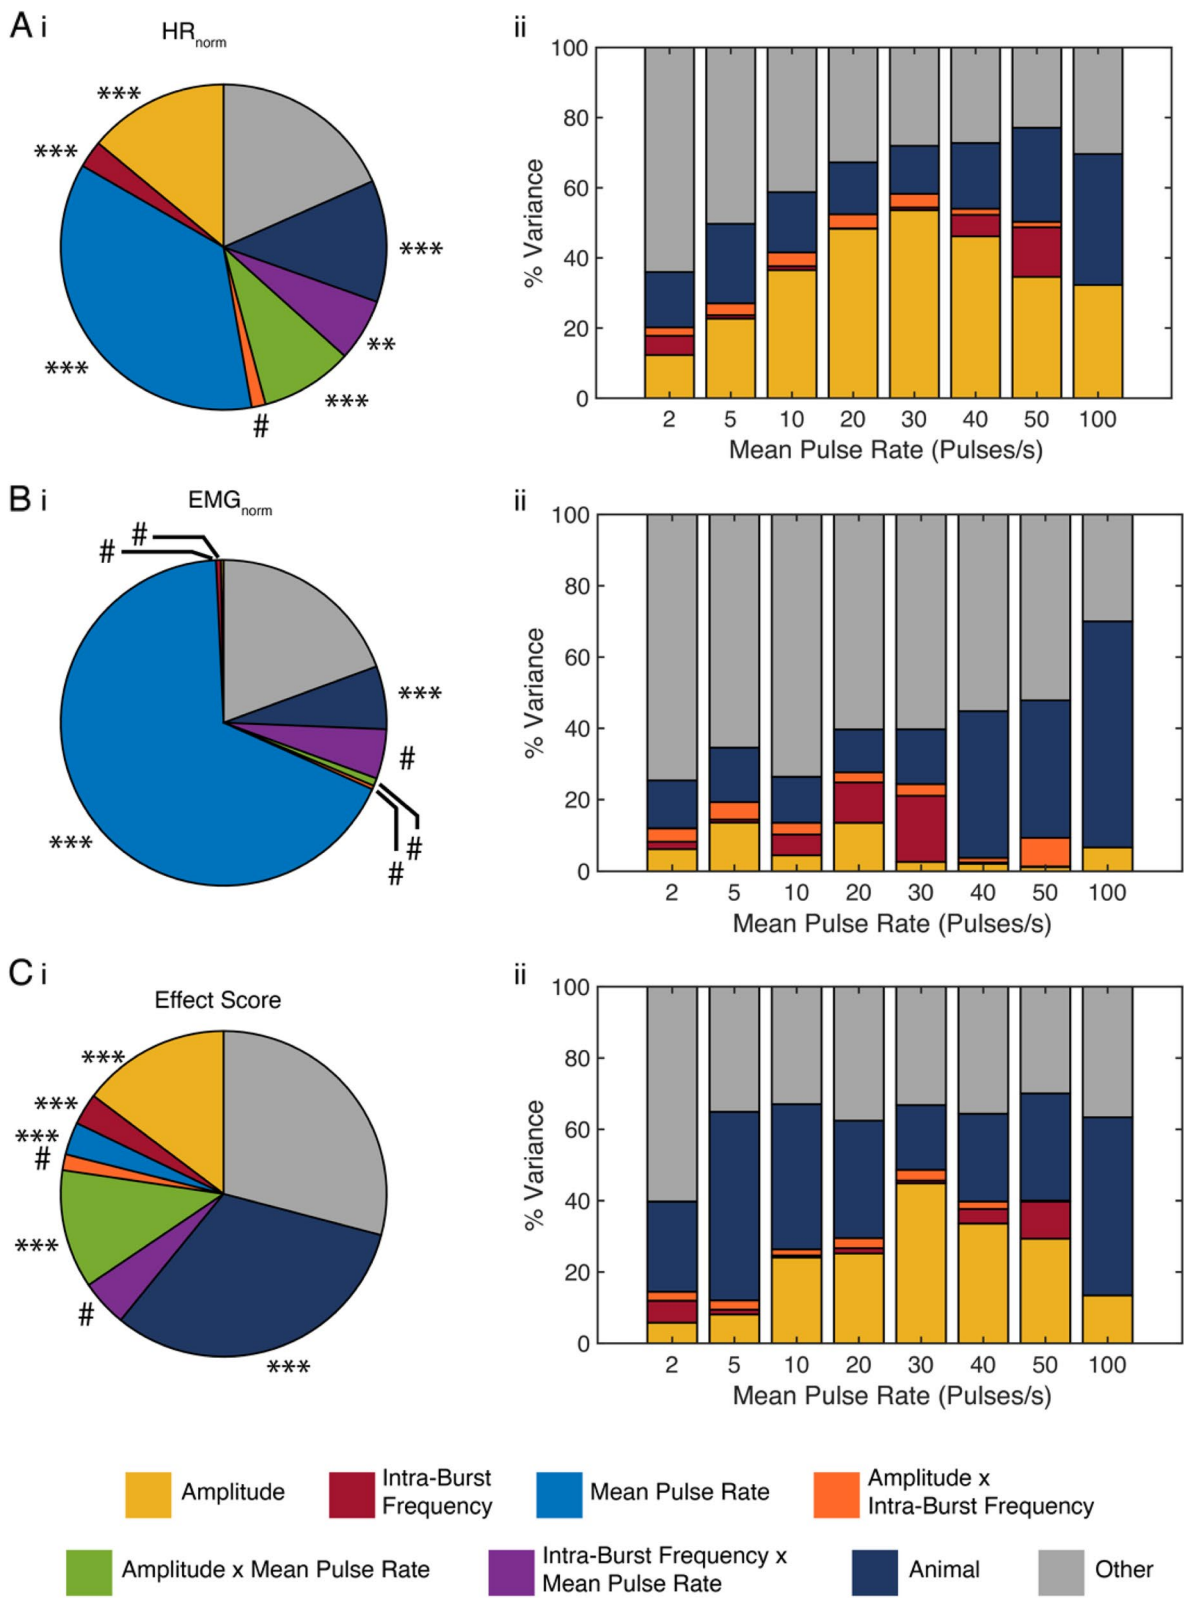 A i
HRnorm
***
***
***
***
**
***
#
ii
100
80
60
40
20
0
% Variance
2 5 10 20 30 40 50 100
Mean Pulse Rate (Pulses/s)
B i
EMGnorm
#
#
***
#
#
#
***
ii
100
80
60
40
20
0
% Variance
2 5 10 20 30 40 50 100
Mean Pulse Rate (Pulses/s)
C i
Effect Score
***
***
***
#
***
#
***
ii
100
80
60
40
20
0
% Variance
2 5 10 20 30 40 50 100
Mean Pulse Rate (Pulses/s)
Amplitude
Intra-Burst
Frequency
Mean Pulse Rate
Amplitude x
Intra-Burst Frequency
Amplitude x Mean Pulse Rate
Intra-Burst Frequency x
Mean Pulse Rate
Animal
Other